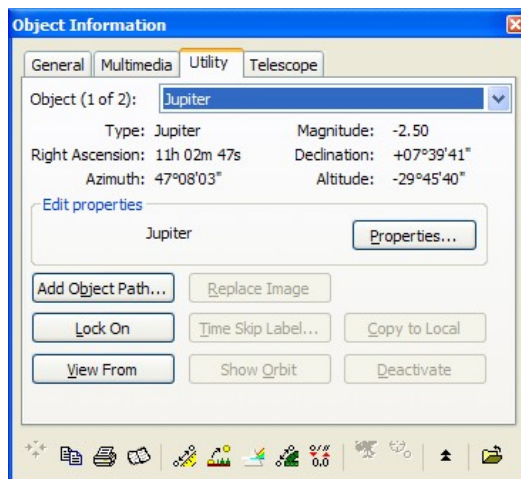 Object Information
General Multimedia Utility Telescope
Object (1 of 2): Jupiter
Type: Jupiter Magnitude: -2.50
Right Ascension: 11h 02m 47s Declination: +07°39'41"
Azimuth: 47°08'03" Altitude: -29°45'40"
Edit properties
Jupiter Properties...
Add Object Path... Replace Image
Lock On Time Skip Label... Copy to Local
View From Show Orbit Deactivate
0.0